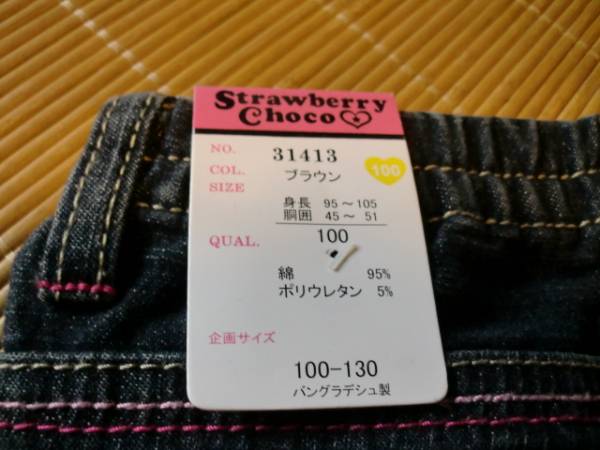 Strawberry
Choco
NO. 31413
COL. ブラウン 100
SIZE
身長 95～105
胴囲 45～ 51
QUAL. 100
綿 95%
ポリウレタン 5%
企画サイズ
100-130
バングラデシュ製